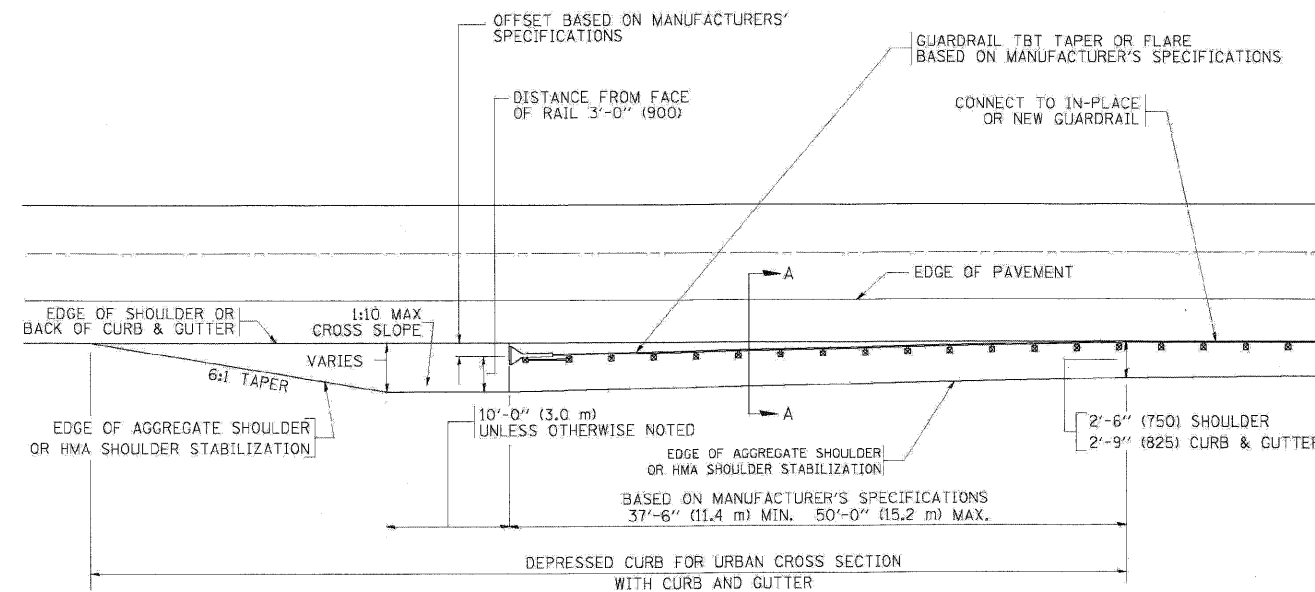 OFFSET BASED ON MANUFACTURERS'
SPECIFICATIONS
GUARDRAIL TBT TAPER OR FLARE
BASED ON MANUFACTURER'S SPECIFICATIONS
DISTANCE FROM FACE
OF RAIL 3'-0" (900)
CONNECT TO IN-PLACE
OR NEW GUARDRAIL
A
EDGE OF PAVEMENT
EDGE OF SHOULDER OR
BACK OF CURB & GUTTER
1:10 MAX
CROSS SLOPE
VARIES
6:1 TAPER
A
10'-0" (3.0 m)
UNLESS OTHERWISE NOTED
2'-6" (750) SHOULDER
2'-9" (825) CURB & GUTTER
EDGE OF AGGREGATE SHOULDER
OR HMA SHOULDER STABILIZATION
EDGE OF AGGREGATE SHOULDER
OR HMA SHOULDER STABILIZATION
BASED ON MANUFACTURER'S SPECIFICATIONS
37'-6" (11.4 m) MIN. 50'-0" (15.2 m) MAX.
DEPRESSED CURB FOR URBAN CROSS SECTION
WITH CURB AND GUTTER